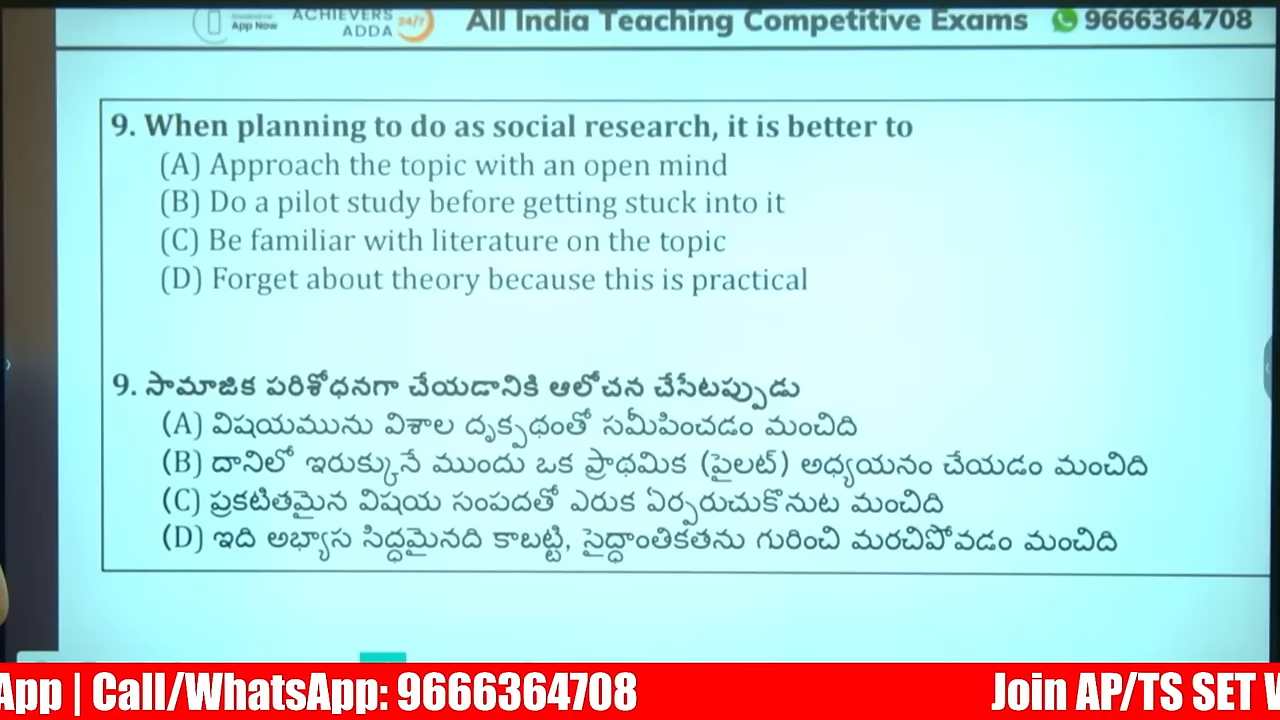 App Now
ACHIEVERS
ADDA 24/7
All India Teaching Competitive Exams 9666364708
9. When planning to do as social research, it is better to
(A) Approach the topic with an open mind
(B) Do a pilot study before getting stuck into it
(C) Be familiar with literature on the topic
(D) Forget about theory because this is practical
9. సామాజిక పరిశోధనగా చేయడానికి ఆలోచన చేసేటప్పుడు
(A) విషయమును విశాల దృక్పథంతో సమీపించడం మంచిది
(B) దానిలో ఇరుక్కునే ముందు ఒక ప్రాథమిక (పైలట్) అధ్యయనం చేయడం మంచిది
(C) ప్రకటితమైన విషయ సంపదతో ఎరుక ఏర్పరుచుకొనుట మంచిది
(D) ఇది అభ్యాస సిద్ధమైనది కాబట్టి, సైద్ధాంతికతను గురించి మరచిపోవడం మంచిది
App | Call/WhatsApp: 9666364708 Join AP/TS SET